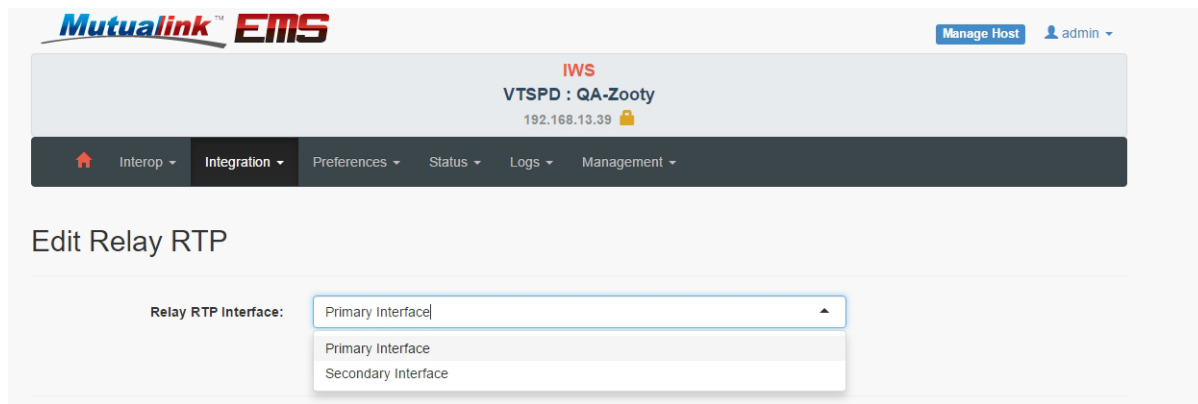 Mutualink™ EMS
Manage Host admin
IWS
VTSPD : QA-Zooty
192.168.13.39
Interop Integration Preferences Status Logs Management
Edit Relay RTP
Relay RTP Interface: Primary Interface
Primary Interface
Secondary Interface